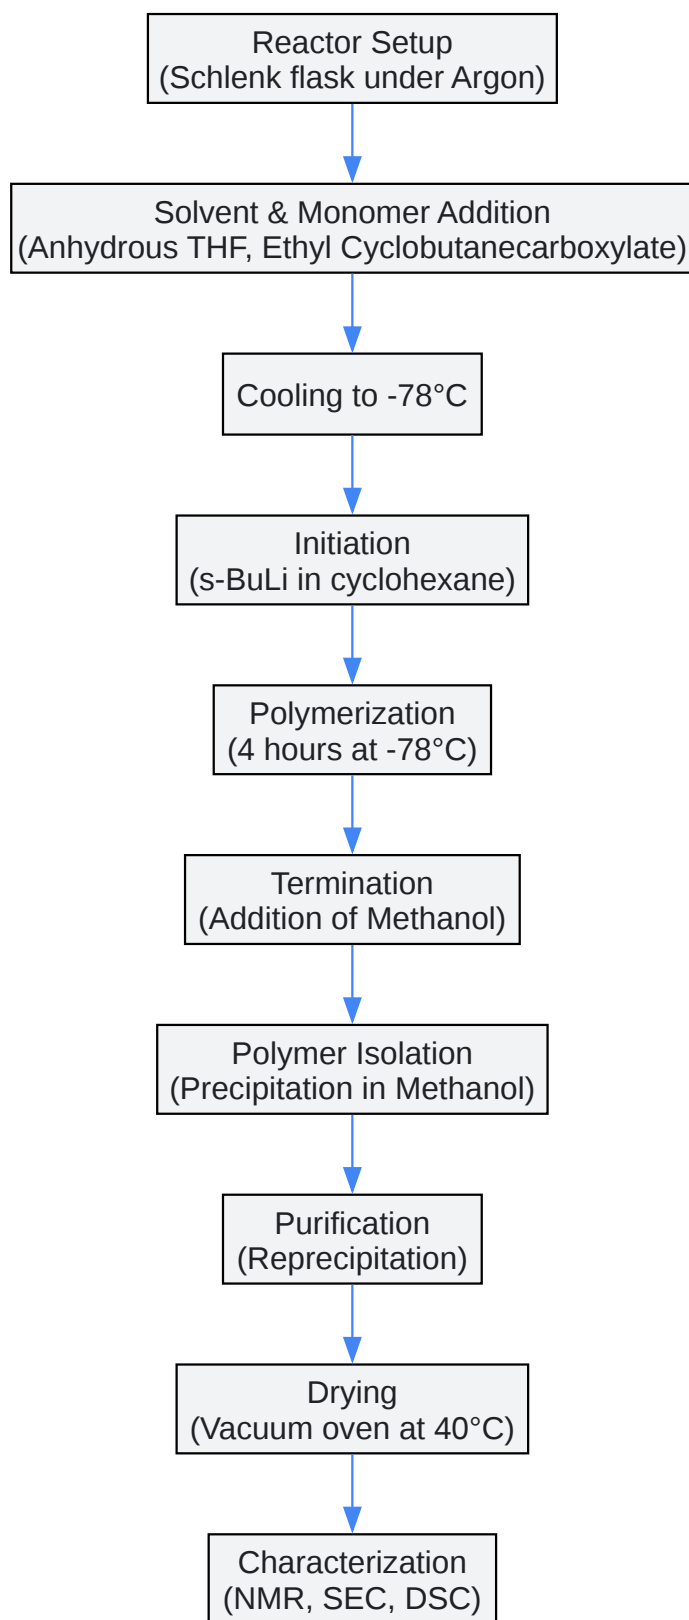 Reactor Setup
(Schlenk flask under Argon)
Solvent & Monomer Addition
(Anhydrous THF, Ethyl Cyclobutanecarboxylate)
Cooling to -78°C
Initiation
(s-BuLi in cyclohexane)
Polymerization
(4 hours at -78°C)
Termination
(Addition of Methanol)
Polymer Isolation
(Precipitation in Methanol)
Purification
(Reprecipitation)
Drying
(Vacuum oven at 40°C)
Characterization
(NMR, SEC, DSC)